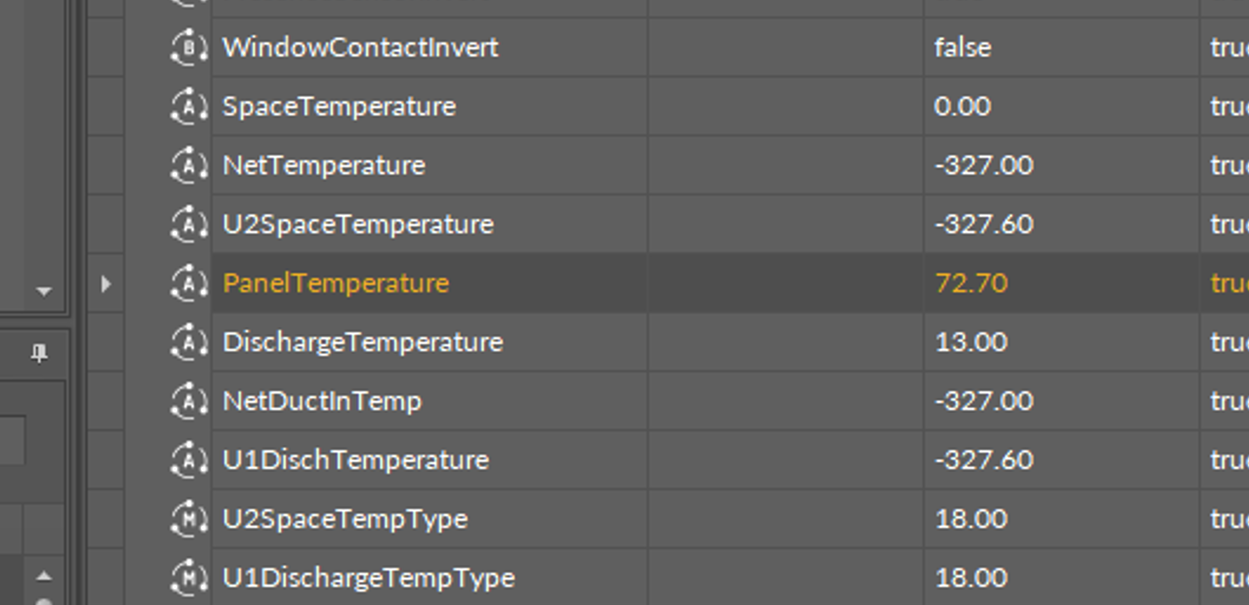 WindowContactInvert false
SpaceTemperature 0.00
NetTemperature -327.00
U2SpaceTemperature -327.60
PanelTemperature 72.70
DischargeTemperature 13.00
NetDuctInTemp -327.00
U1DischTemperature -327.60
U2SpaceTempType 18.00
U1DischargeTempType 18.00